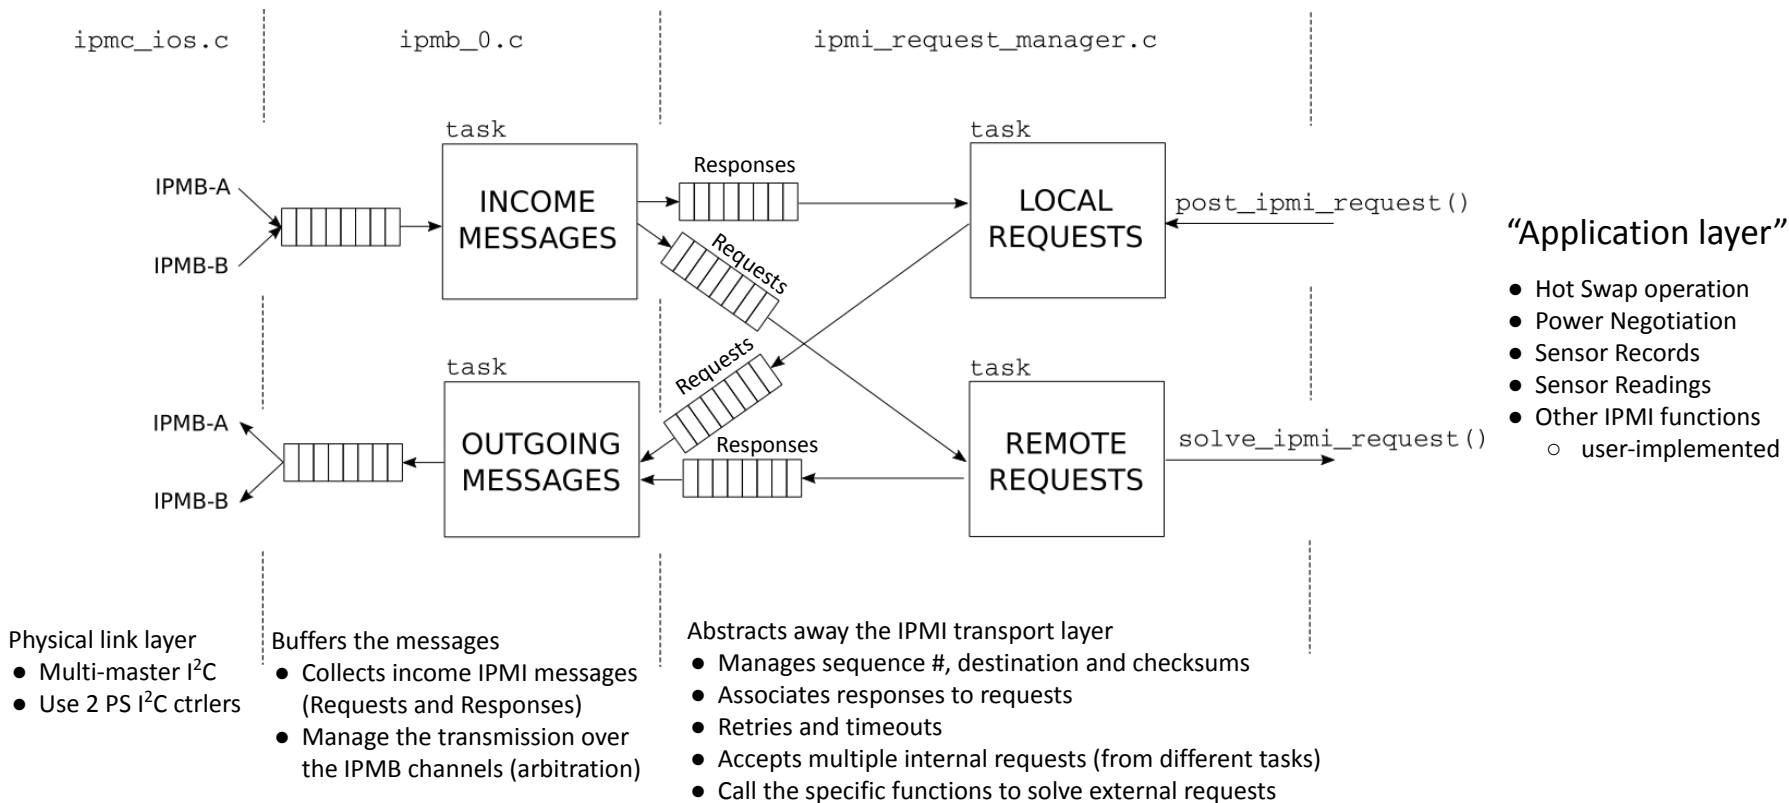 ipmc_ios.c
ipmb_0.c
ipmi_request_manager.c
task
task
IPMB-A
IPMB-B
INCOME
MESSAGES
Responses
Requests
LOCAL
REQUESTS
post_ipmi_request()
“Application layer”
● Hot Swap operation
● Power Negotiation
● Sensor Records
● Sensor Readings
● Other IPMI functions
○ user-implemented
task
task
IPMB-A
IPMB-B
OUTGOING
MESSAGES
Requests
Responses
REMOTE
REQUESTS
solve_ipmi_request()
Physical link layer
● Multi-master I²C
● Use 2 PS I²C ctrlers
Buffers the messages
● Collects income IPMI messages
(Requests and Responses)
● Manage the transmission over
the IPMB channels (arbitration)
Abstracts away the IPMI transport layer
● Manages sequence #, destination and checksums
● Associates responses to requests
● Retries and timeouts
● Accepts multiple internal requests (from different tasks)
● Call the specific functions to solve external requests